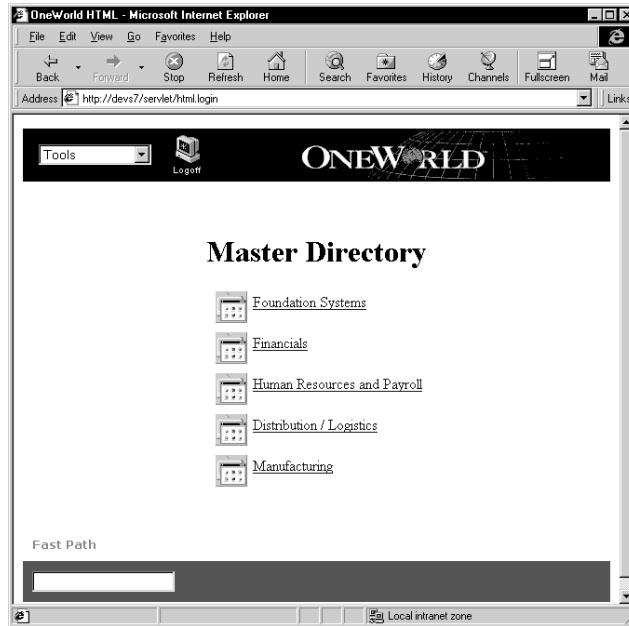 OneWorld HTML - Microsoft Internet Explorer
File Edit View Go Favorites Help
Back Forward Stop Refresh Home Search Favorites History Channels Fullscreen Mail
Address http://devs7/servlet/html.login Links
Tools Logoff ONEWORLD
Master Directory
Foundation Systems
Financials
Human Resources and Payroll
Distribution / Logistics
Manufacturing
Fast Path
Local intranet zone